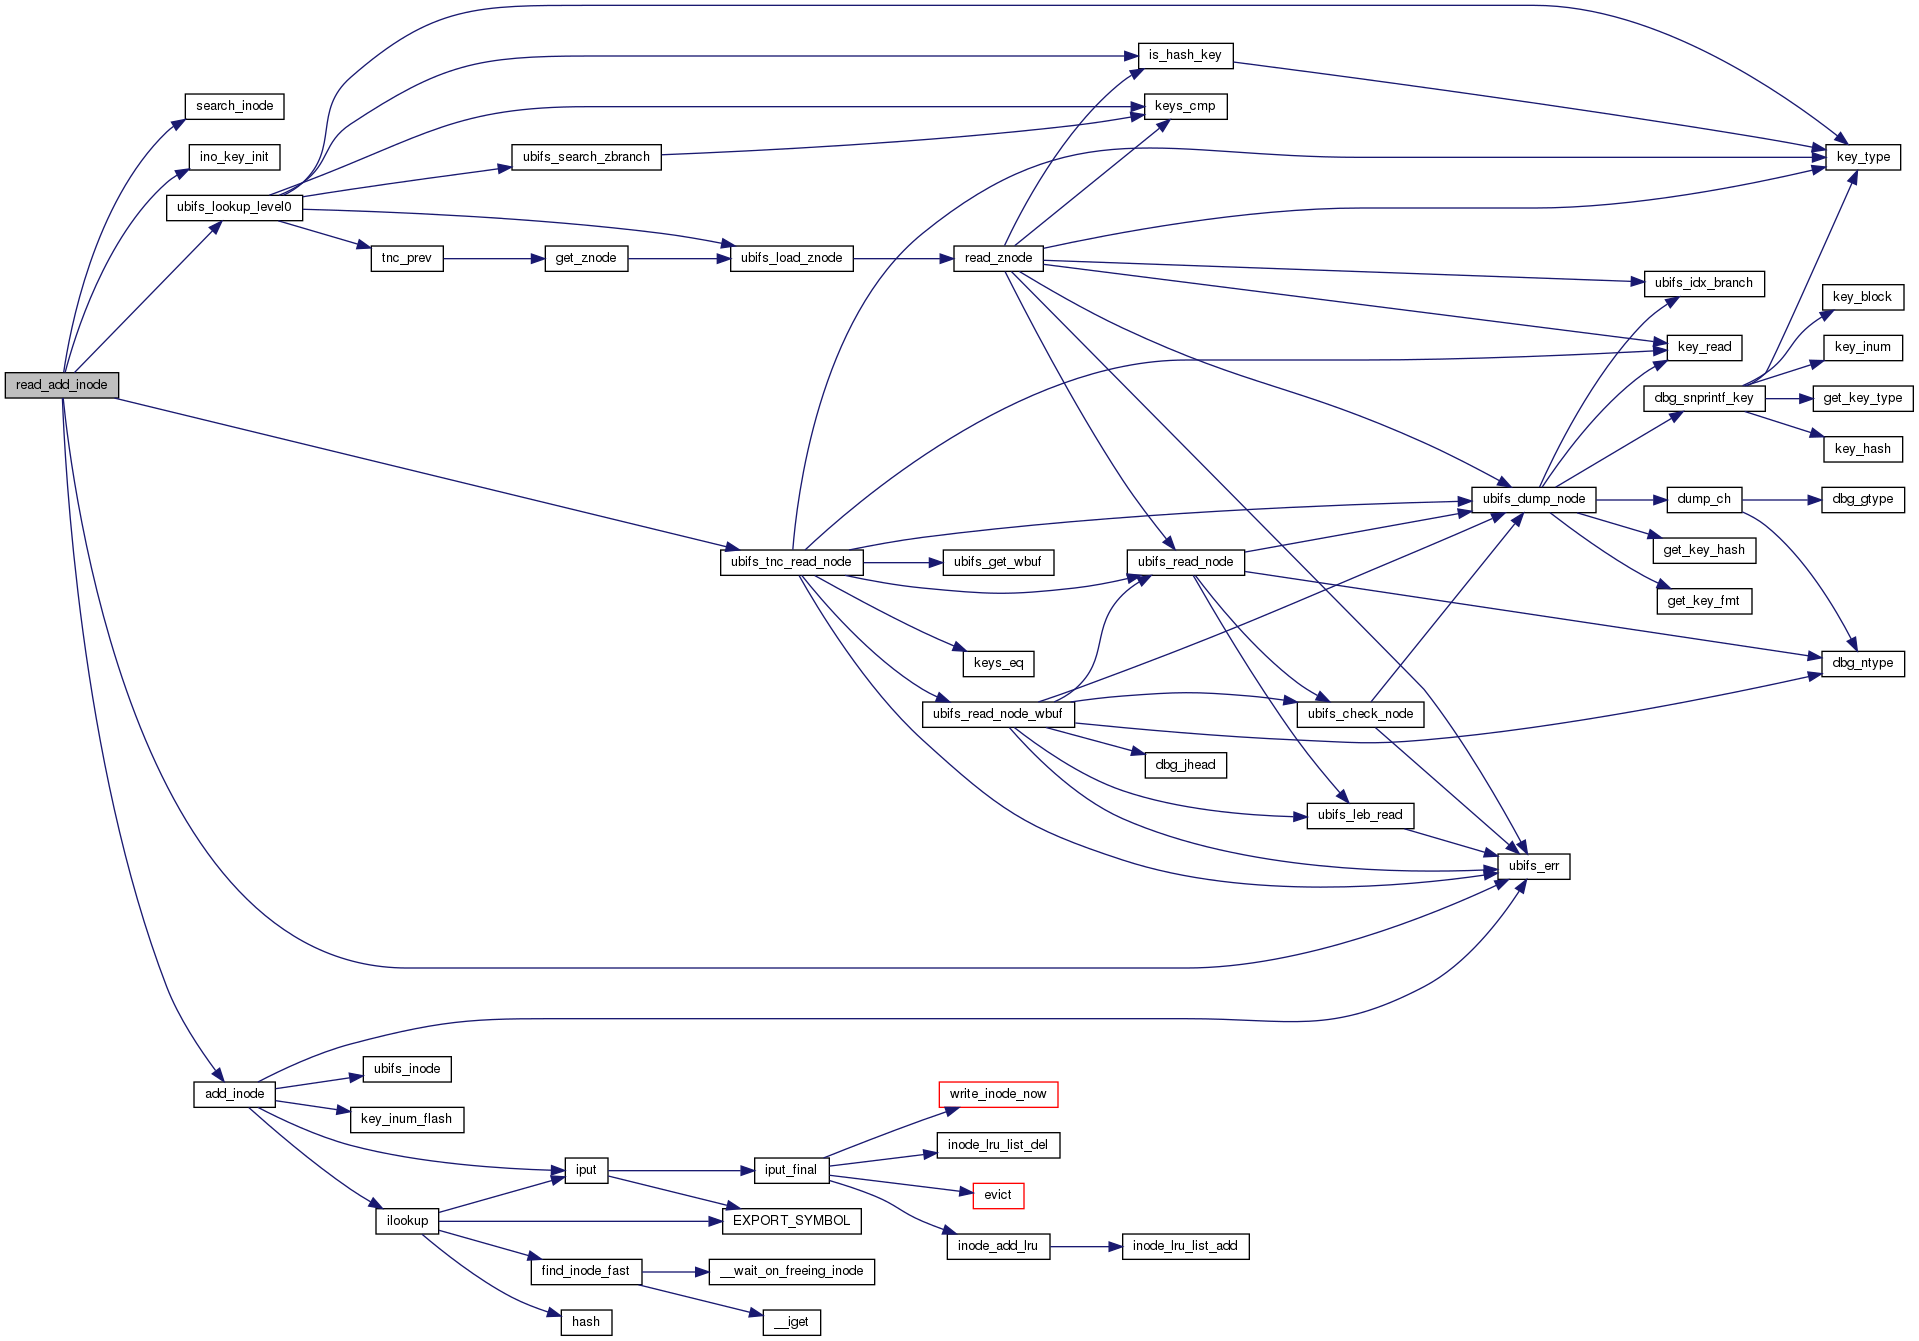 read_add_inode
search_inode
ino_key_init
ubifs_lookup_level0
ubifs_search_zbranch
tnc_prev
get_znode
ubifs_load_znode
read_znode
is_hash_key
keys_cmp
key_type
ubifs_idx_branch
key_read
key_block
key_inum
dbg_snprintf_key
get_key_type
key_hash
ubifs_dump_node
dump_ch
dbg_gtype
get_key_hash
get_key_fmt
dbg_ntype
ubifs_tnc_read_node
ubifs_get_wbuf
ubifs_read_node
keys_eq
ubifs_read_node_wbuf
ubifs_check_node
dbg_jhead
ubifs_leb_read
ubifs_err
add_inode
ubifs_inode
key_inum_flash
iput
iput_final
write_inode_now
inode_lru_list_del
evict
ilookup
EXPORT_SYMBOL
inode_add_lru
inode_lru_list_add
find_inode_fast
__wait_on_freeing_inode
hash
__iget